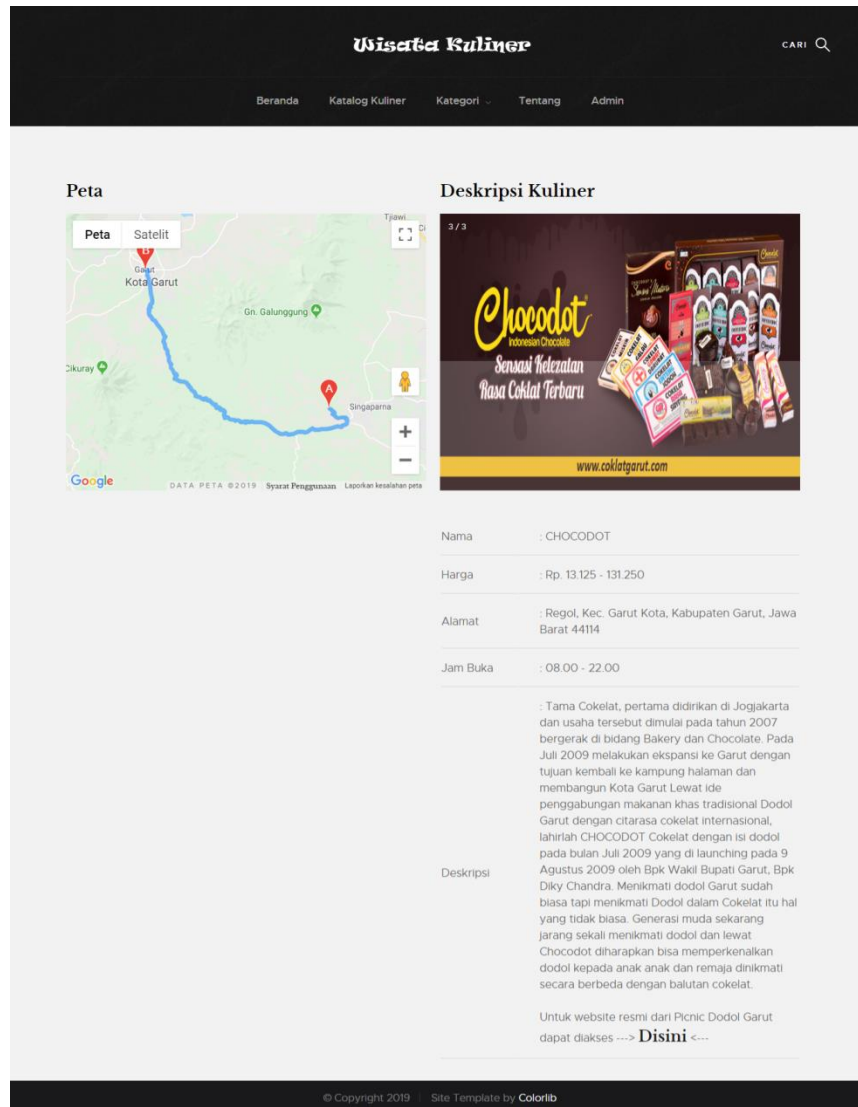 Wisata Kuliner
CARI
Beranda Katalog Kuliner Kategori Tentang Admin
Peta
Peta Satelit
Tjiawi
B
Garut
Kota Garut
Gn. Galunggung
Cikuray
A
Singaparna
+
−
Google
DATA PETA ©2019 Syarat Penggunaan Laporkan kesalahan peta
Deskripsi Kuliner
3 / 3
Chocodot
Indonesian Chocolate
Sensasi Kelezatan
Rasa Coklat Terbaru
www.coklatgarut.com
Nama : CHOCODOT
Harga : Rp. 13.125 - 131.250
Alamat : Regol, Kec. Garut Kota, Kabupaten Garut, Jawa
Barat 44114
Jam Buka : 08.00 - 22.00
Deskripsi
: Tama Cokelat, pertama didirikan di Jogjakarta
dan usaha tersebut dimulai pada tahun 2007
bergerak di bidang Bakery dan Chocolate. Pada
Juli 2009 melakukan ekspansi ke Garut dengan
tujuan kembali ke kampung halaman dan
membangun Kota Garut Lewat ide
penggabungan makanan khas tradisional Dodol
Garut dengan citarasa cokelat internasional,
lahirlah CHOCODOT Cokelat dengan isi dodol
pada bulan Juli 2009 yang di launching pada 9
Agustus 2009 oleh Bpk Wakil Bupati Garut, Bpk
Diky Chandra. Menikmati dodol Garut sudah
biasa tapi menikmati Dodol dalam Cokelat itu hal
yang tidak biasa. Generasi muda sekarang
jarang sekali menikmati dodol dan lewat
Chocodot diharapkan bisa memperkenalkan
dodol kepada anak anak dan remaja dinikmati
secara berbeda dengan balutan cokelat.
Untuk website resmi dari Picnic Dodol Garut
dapat diakses ---> Disini <---
© Copyright 2019 | Site Template by Colorlib